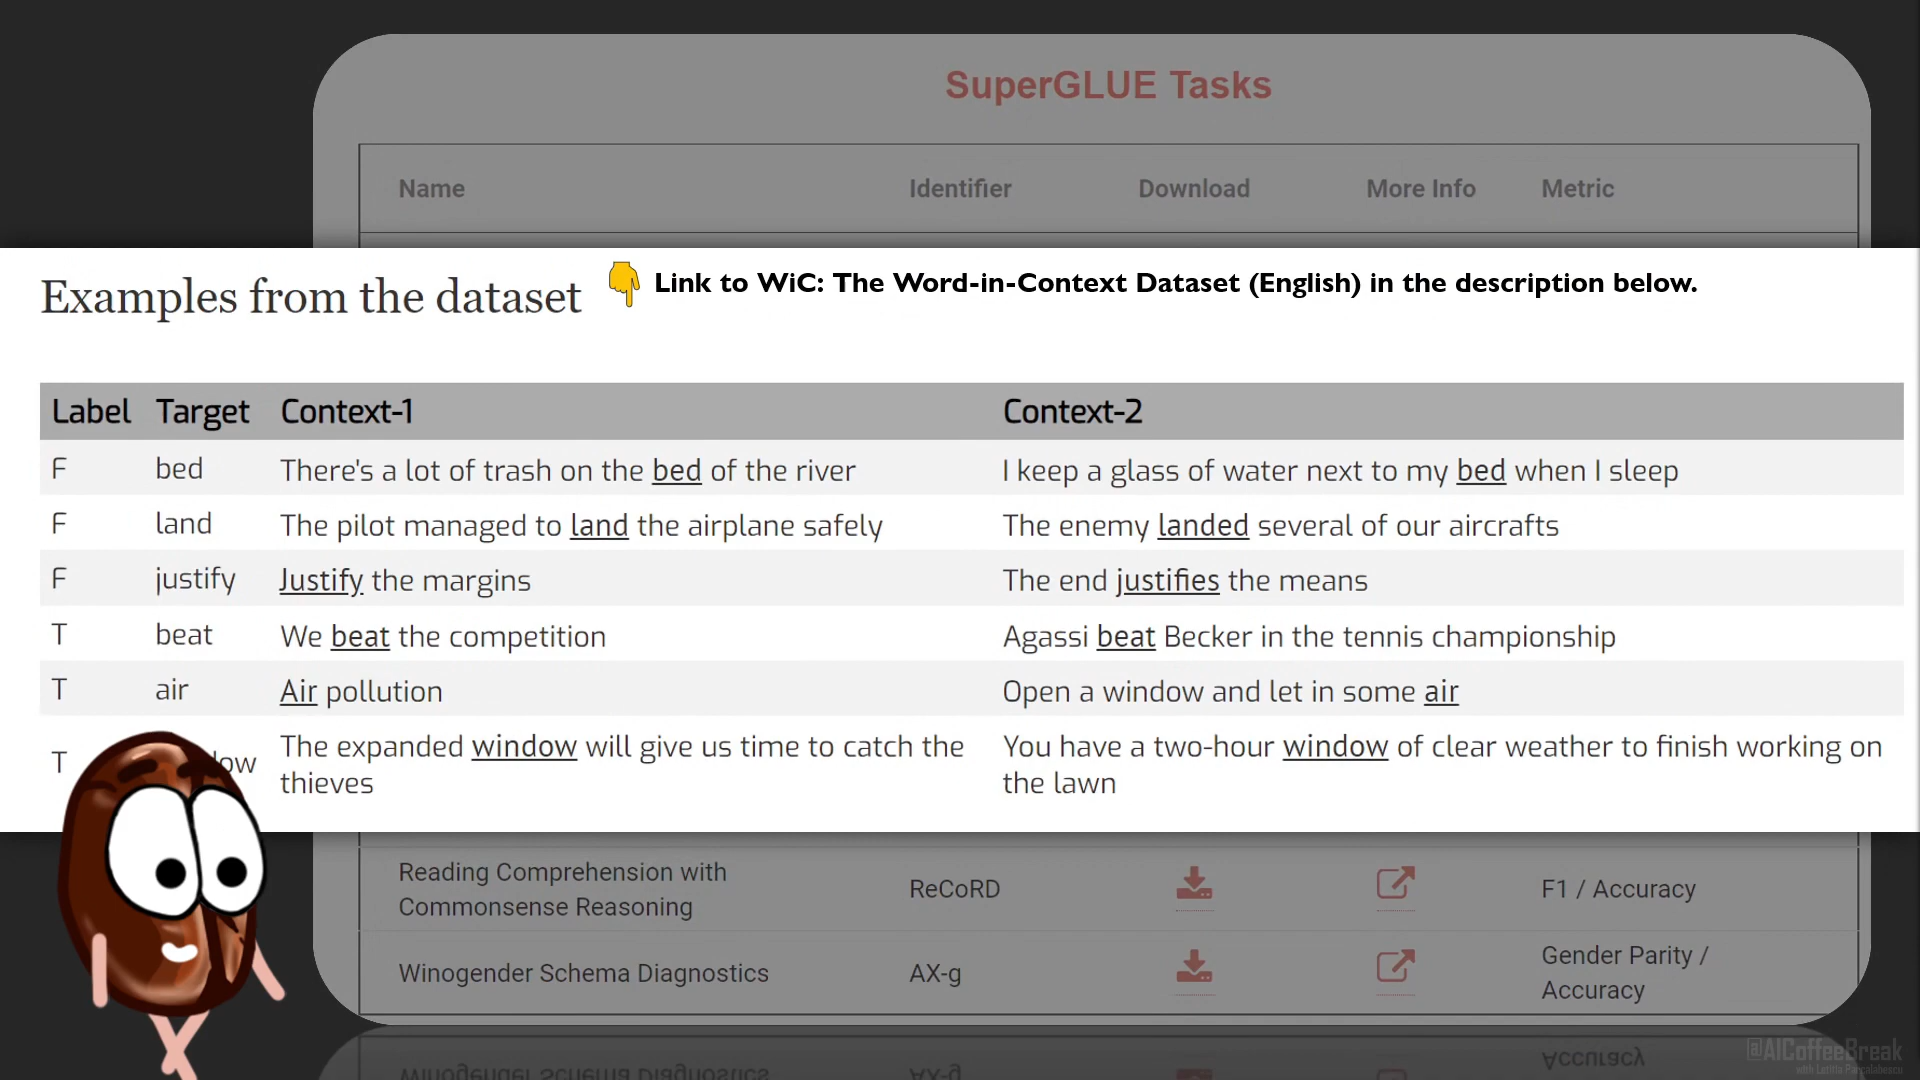 SuperGLUE Tasks
Name Identifier Download More Info Metric
Examples from the dataset
Link to WiC: The Word-in-Context Dataset (English) in the description below.
Label Target Context-1 Context-2
F bed There's a lot of trash on the bed of the river I keep a glass of water next to my bed when I sleep
F land The pilot managed to land the airplane safely The enemy landed several of our aircrafts
F justify Justify the margins The end justifies the means
T beat We beat the competition Agassi beat Becker in the tennis championship
T air Air pollution Open a window and let in some air
T The expanded window will give us time to catch the You have a two-hour window of clear weather to finish working on
thieves the lawn
Reading Comprehension with
Commonsense Reasoning ReCoRD F1 / Accuracy
Winogender Schema Diagnostics AX-g Gender Parity /
Accuracy
@AICoffeeBreak
with Letitia Parcalabescu